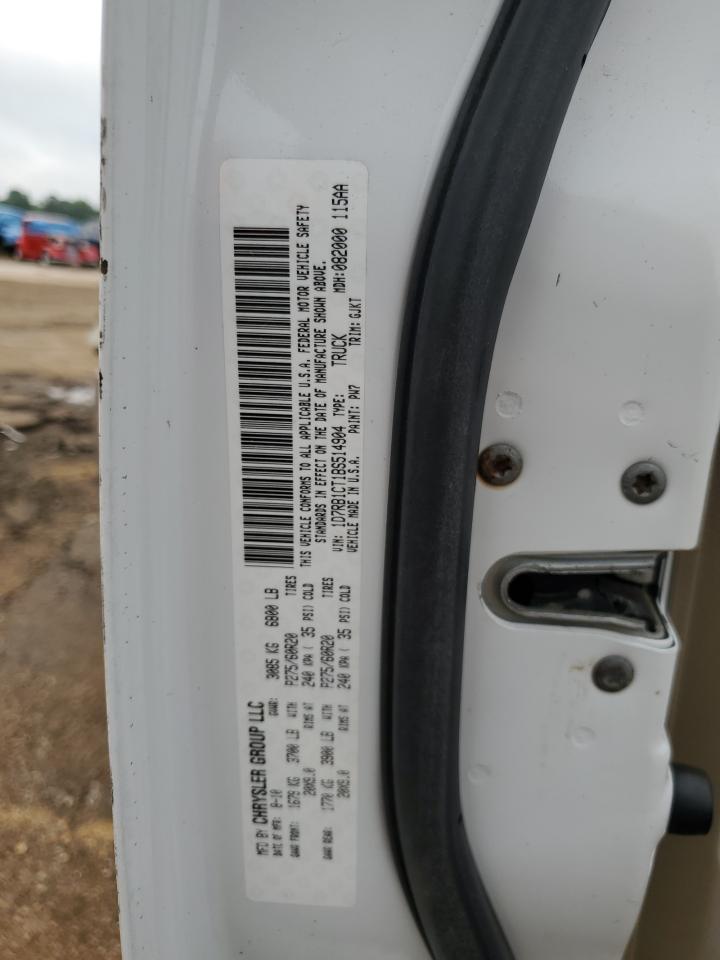 MFD BY CHRYSLER GROUP LLC
DATE OF MFR: 8-10 GVWR: 3085 KG 6800 LB
GAWR FRONT: 1679 KG 3700 LB WITH P275/60R20 TIRES
20X9.0 RIMS AT 240 KPA ( 35 PSI) COLD
GAWR REAR: 1770 KG 3900 LB WITH P275/60R20 TIRES
20X9.0 RIMS AT 240 KPA ( 35 PSI) COLD
THIS VEHICLE CONFORMS TO ALL APPLICABLE U.S.A. FEDERAL MOTOR VEHICLE SAFETY
STANDARDS IN EFFECT ON THE DATE OF MANUFACTURE SHOWN ABOVE.
VIN: 1D7RB1CT1BS514904 TYPE: TRUCK MDH:082000 115AA
VEHICLE MADE IN U.S.A. PAINT: PW7 TRIM: GJKT